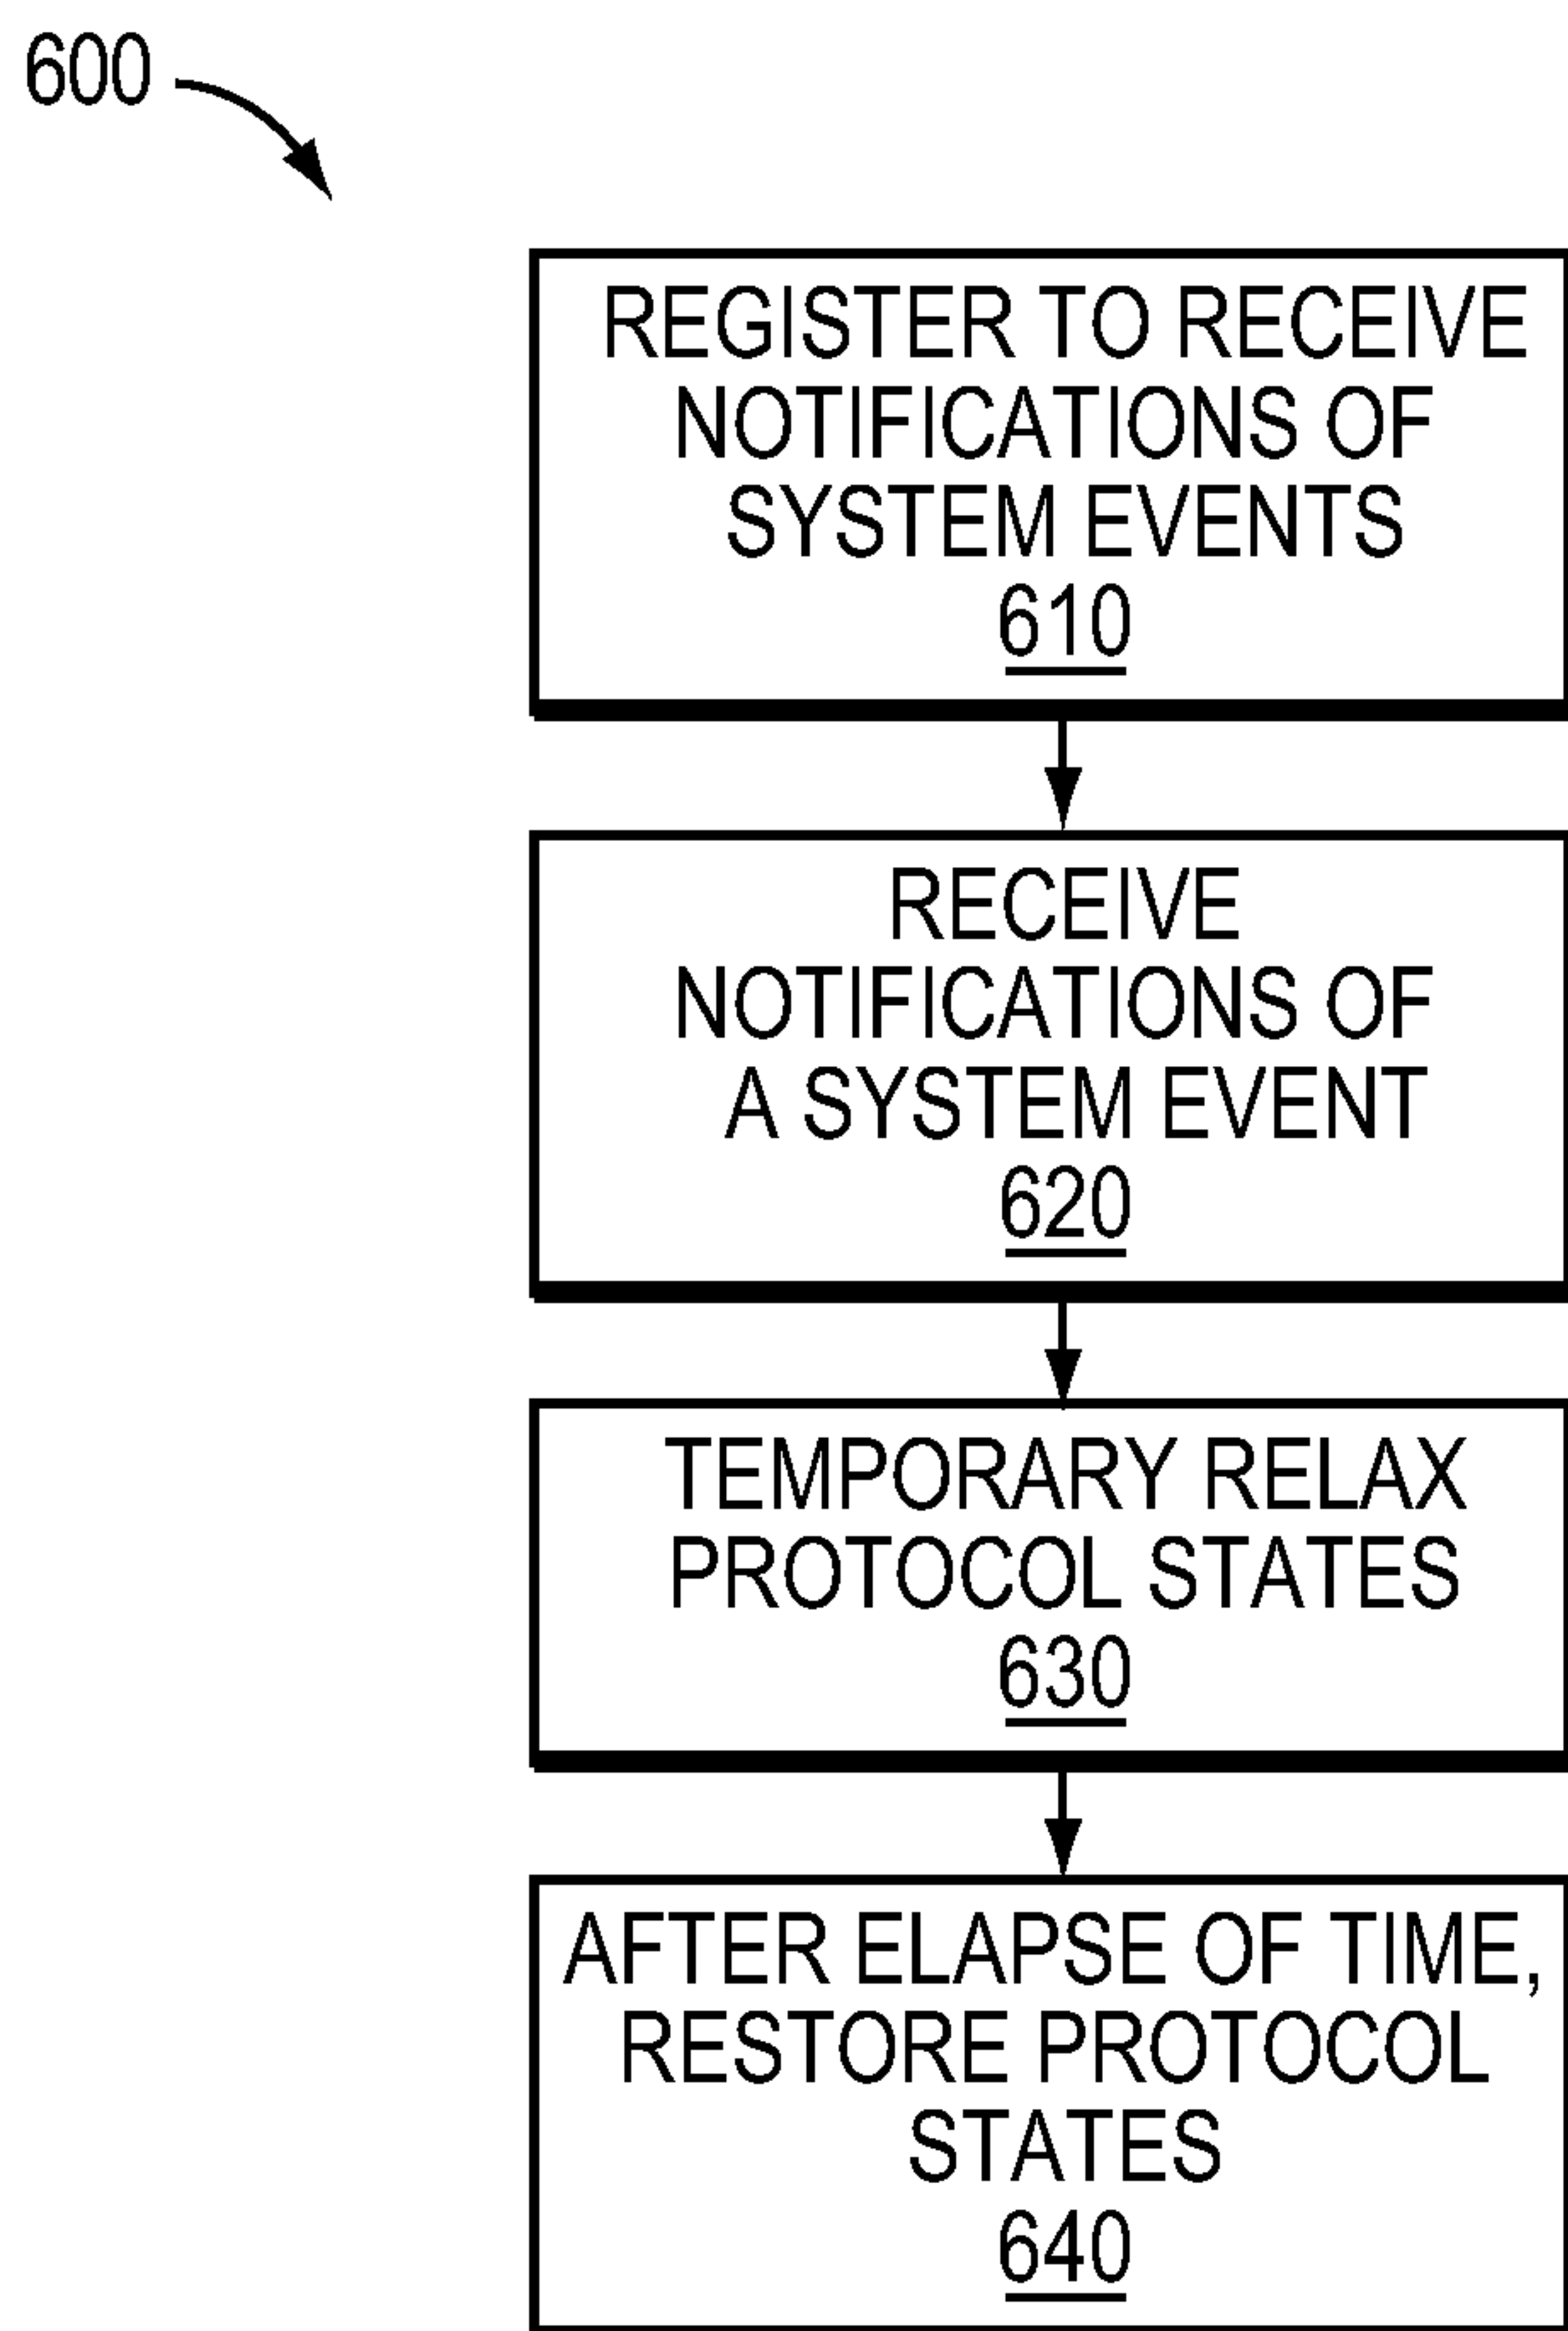 600
REGISTER TO RECEIVE
NOTIFICATIONS OF
SYSTEM EVENTS
610
RECEIVE
NOTIFICATIONS OF
A SYSTEM EVENT
620
TEMPORARY RELAX
PROTOCOL STATES
630
AFTER ELAPSE OF TIME,
RESTORE PROTOCOL
STATES
640